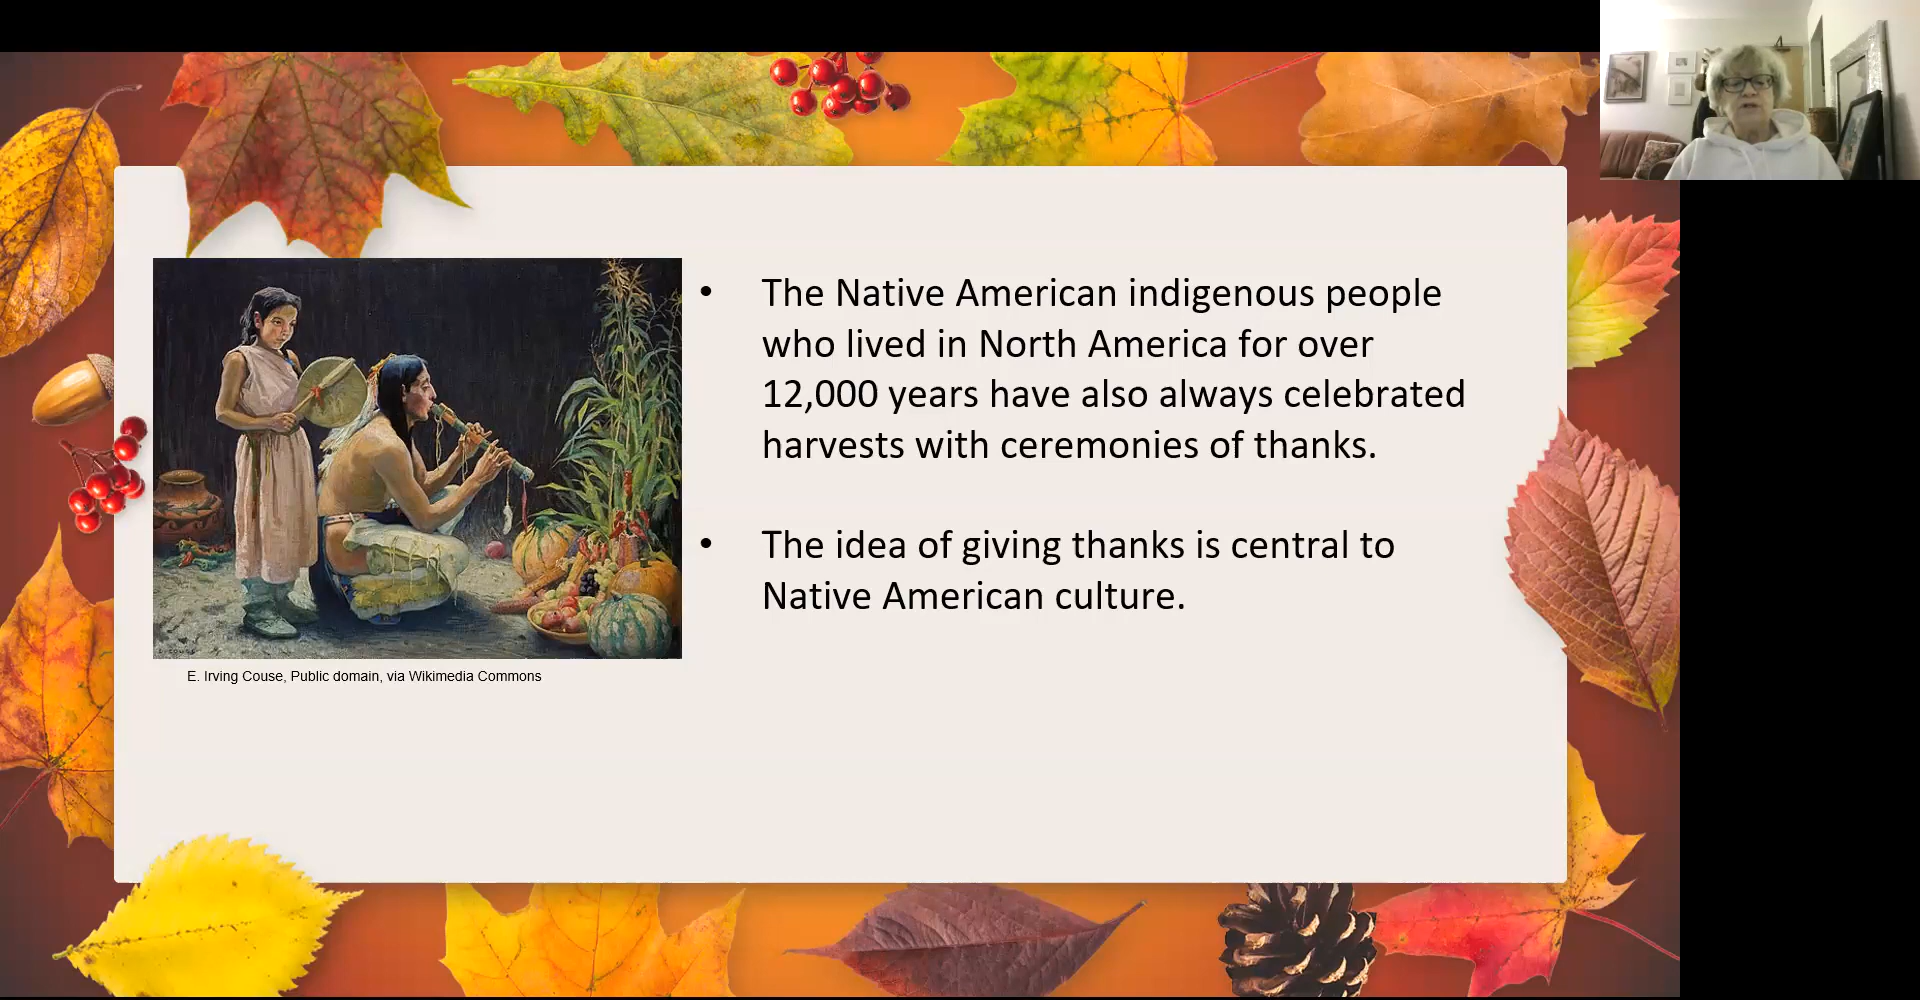 • The Native American indigenous people
who lived in North America for over
12,000 years have also always celebrated
harvests with ceremonies of thanks.
• The idea of giving thanks is central to
Native American culture.
E. Irving Couse, Public domain, via Wikimedia Commons